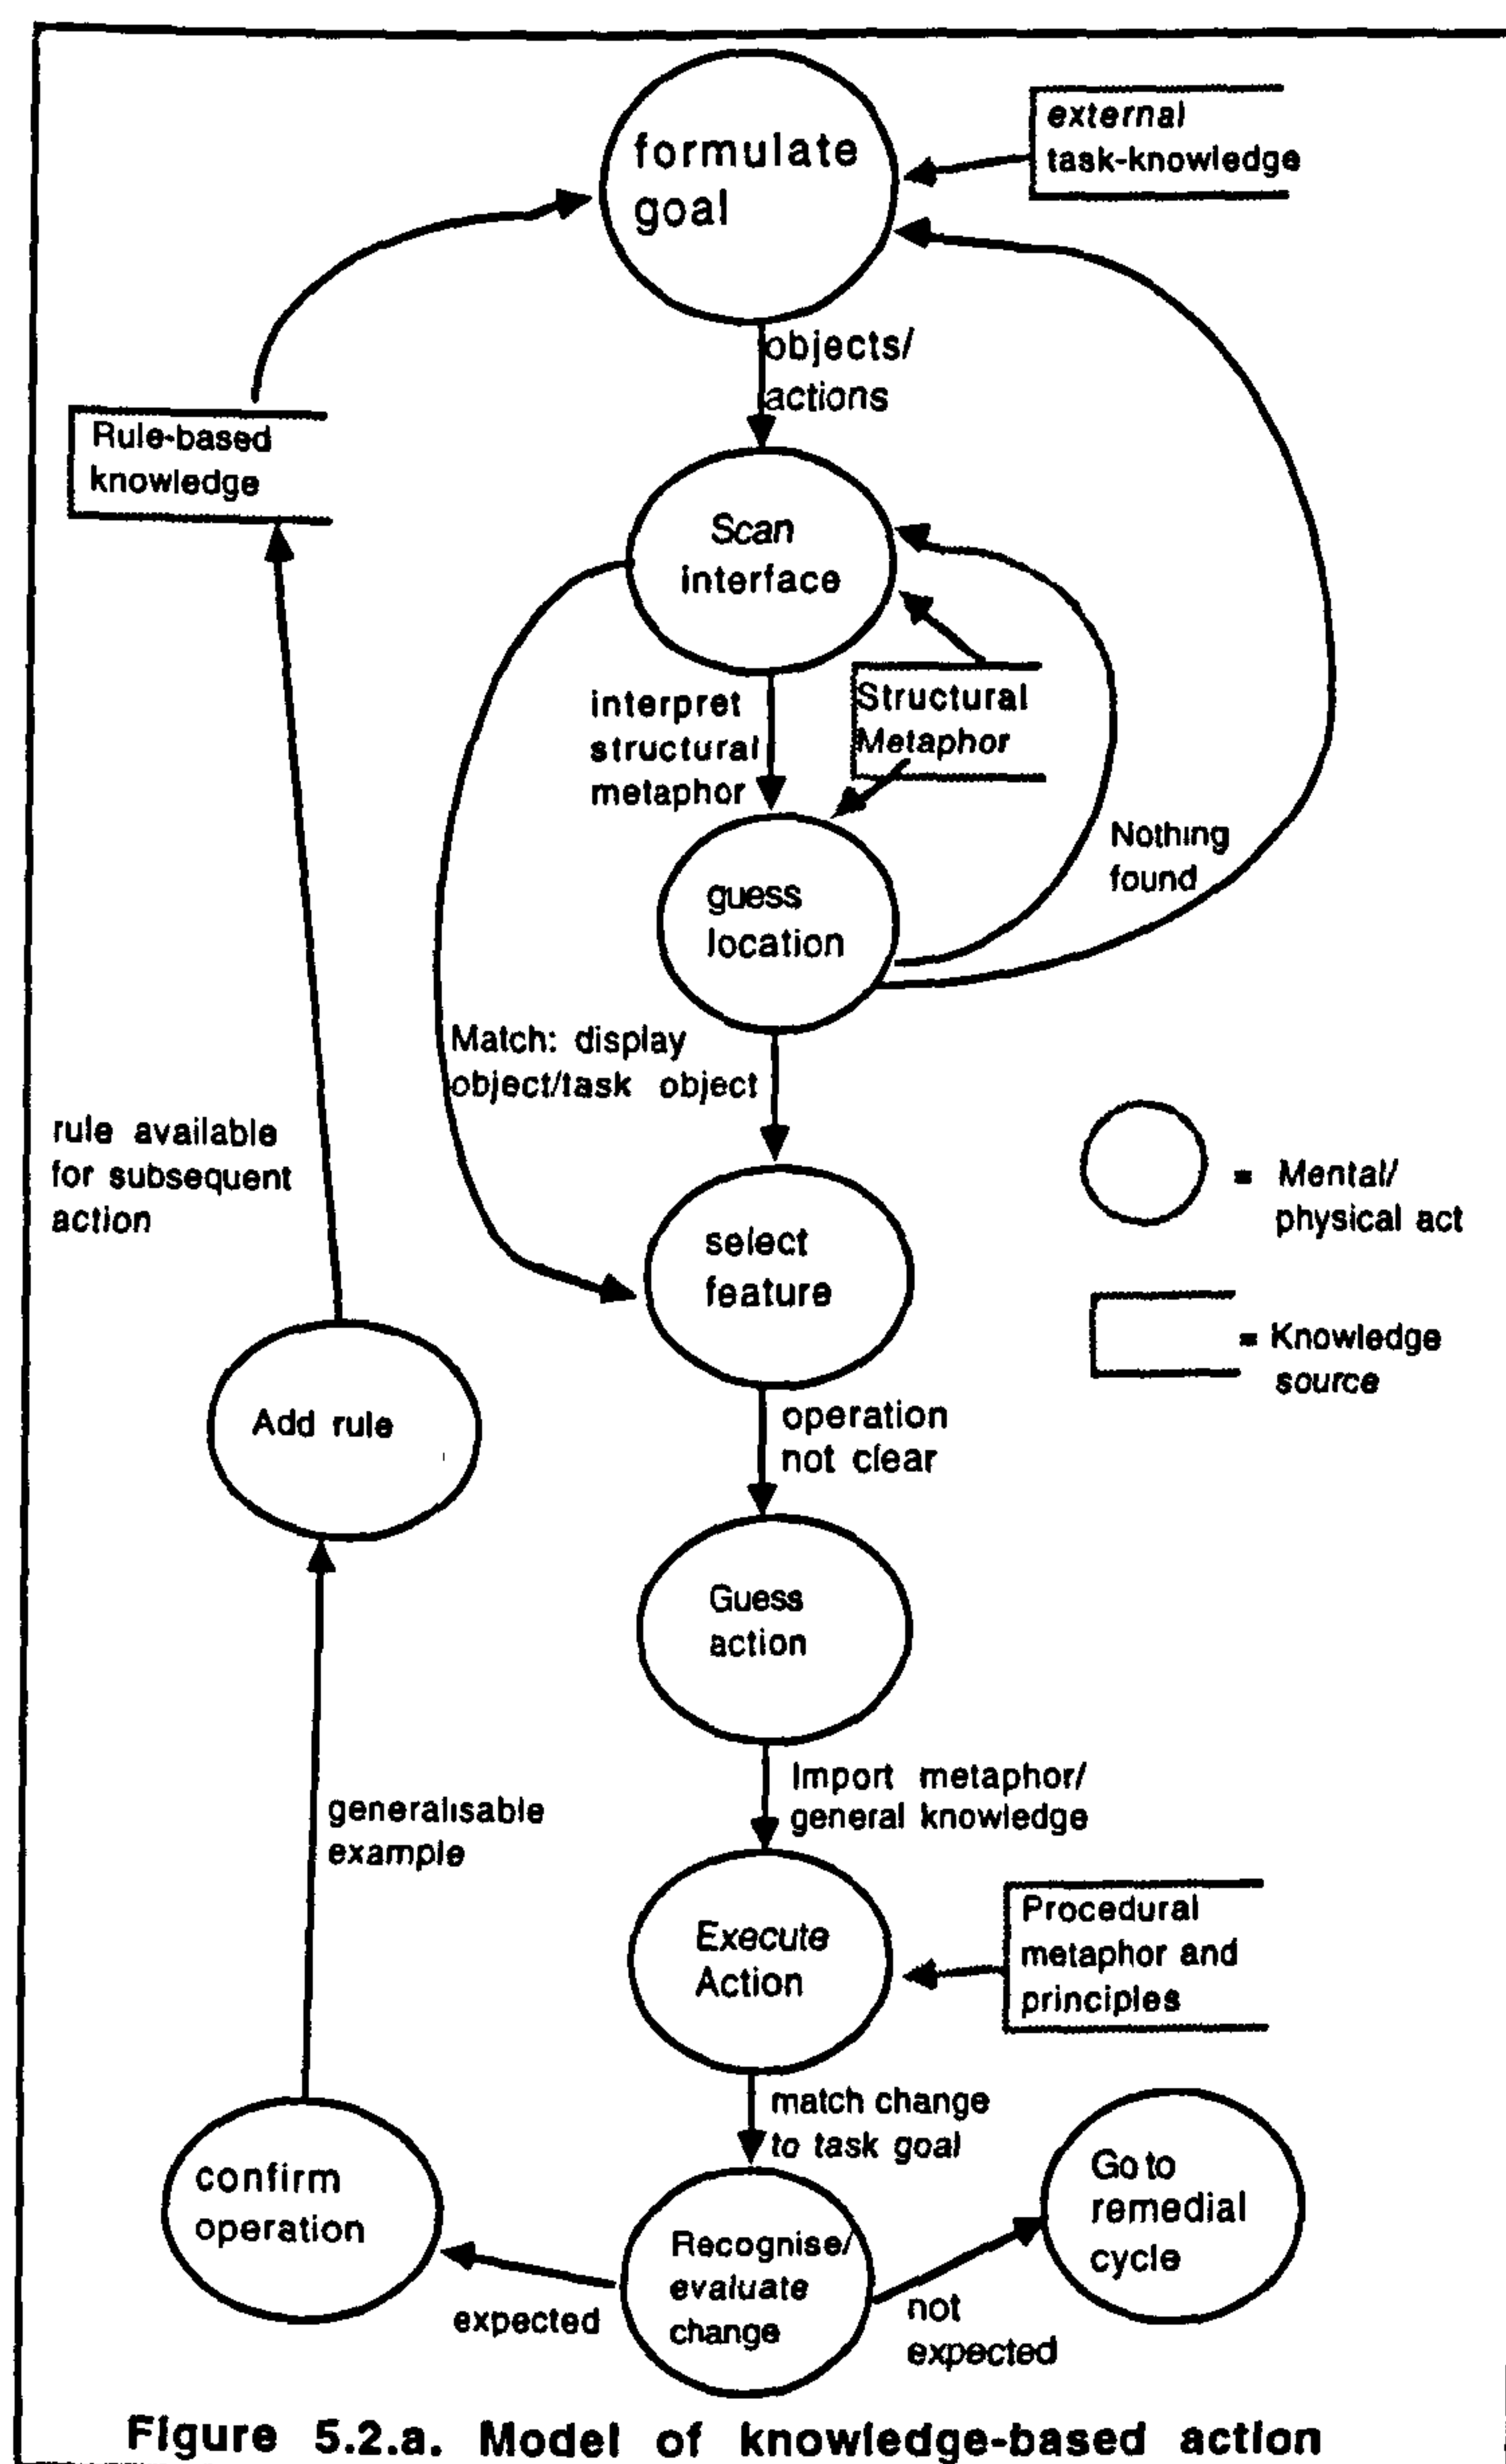 formulate
goal
external
task-knowledge
objects/
actions
Rule-based
knowledge
Scan
interface
interpret
structural
metaphor
Structural
Metaphor
Nothing
found
guess
location
Match: display
object/task object
rule available
for subsequent
action
= Mental/
physical act
select
feature
= Knowledge
source
Add rule
operation
not clear
Guess
action
Import metaphor/
general knowledge
generalisable
example
Execute
Action
Procedural
metaphor and
principles
match change
to task goal
confirm
operation
Recognise/
evaluate
change
Go to
remedial
cycle
expected
not
expected
Figure 5.2.a. Model of knowledge-based action